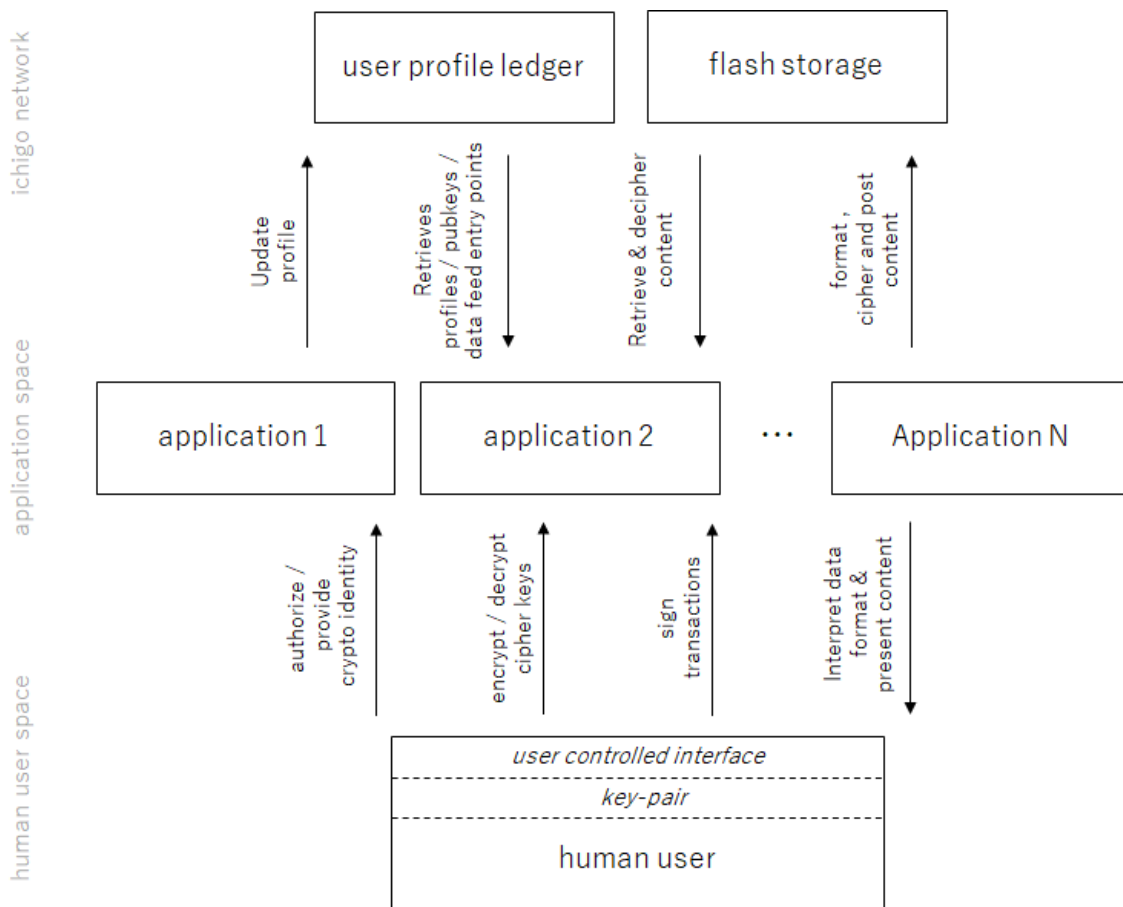 ichigo network
user profile ledger
flash storage
Update
profile
Retrieves
profiles / pubkeys /
data feed entry points
Retrieve & decipher
content
format ,
cipher and post
content
application space
application 1
application 2
...
Application N
authorize /
provide
crypto identity
encrypt / decrypt
cipher keys
sign
transactions
Interpret data
format &
present content
human user space
user controlled interface
key-pair
human user